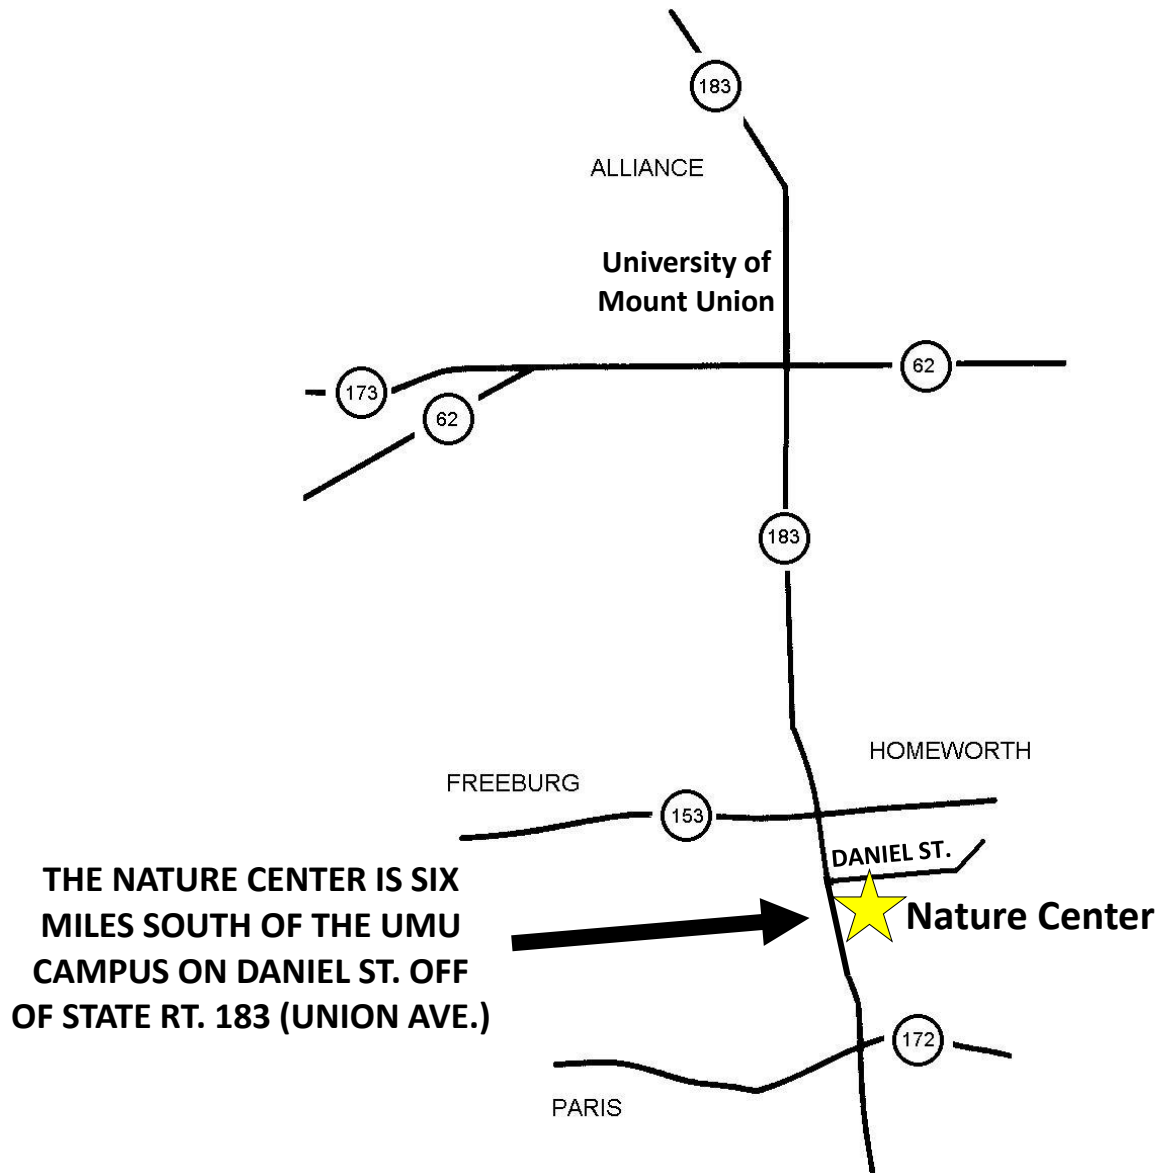 183
ALLIANCE
University of
Mount Union
62
173
62
183
HOMEWORTH
FREEBURG
153
DANIEL ST.
THE NATURE CENTER IS SIX
MILES SOUTH OF THE UMU
CAMPUS ON DANIEL ST. OFF
OF STATE RT. 183 (UNION AVE.)
Nature Center
172
PARIS